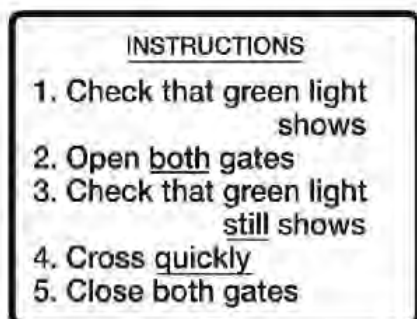 INSTRUCTIONS
1. Check that green light
shows
2. Open both gates
3. Check that green light
still shows
4. Cross quickly
5. Close both gates